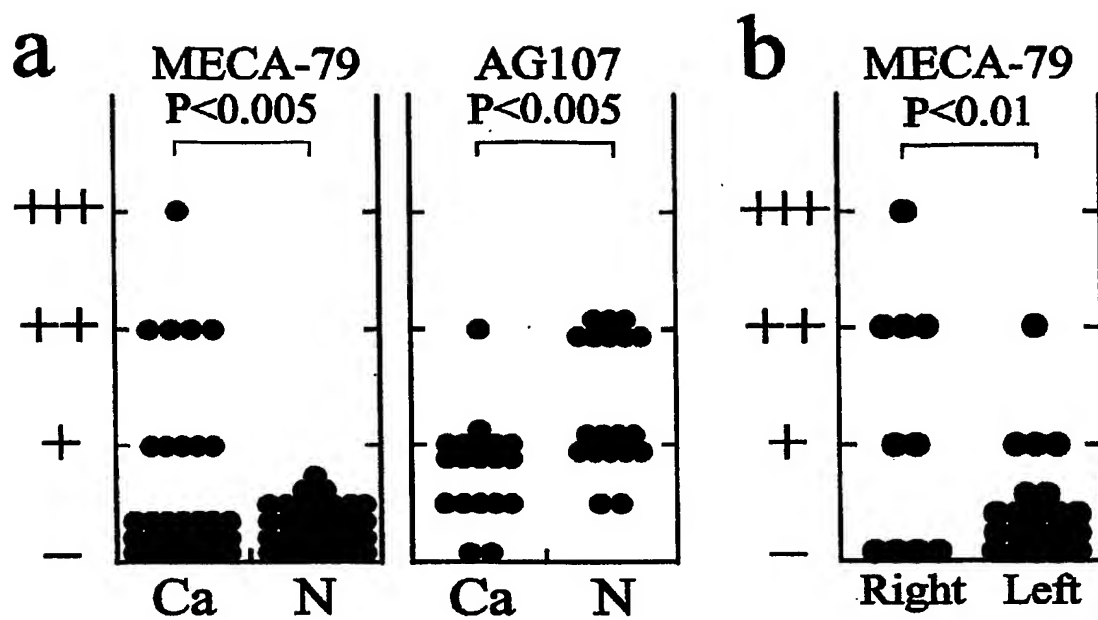 a
MECA-79
P<0.005
AG107
P<0.005
+++
++
+
−
Ca N
Ca N
b
MECA-79
P<0.01
+++
++
+
−
Right Left